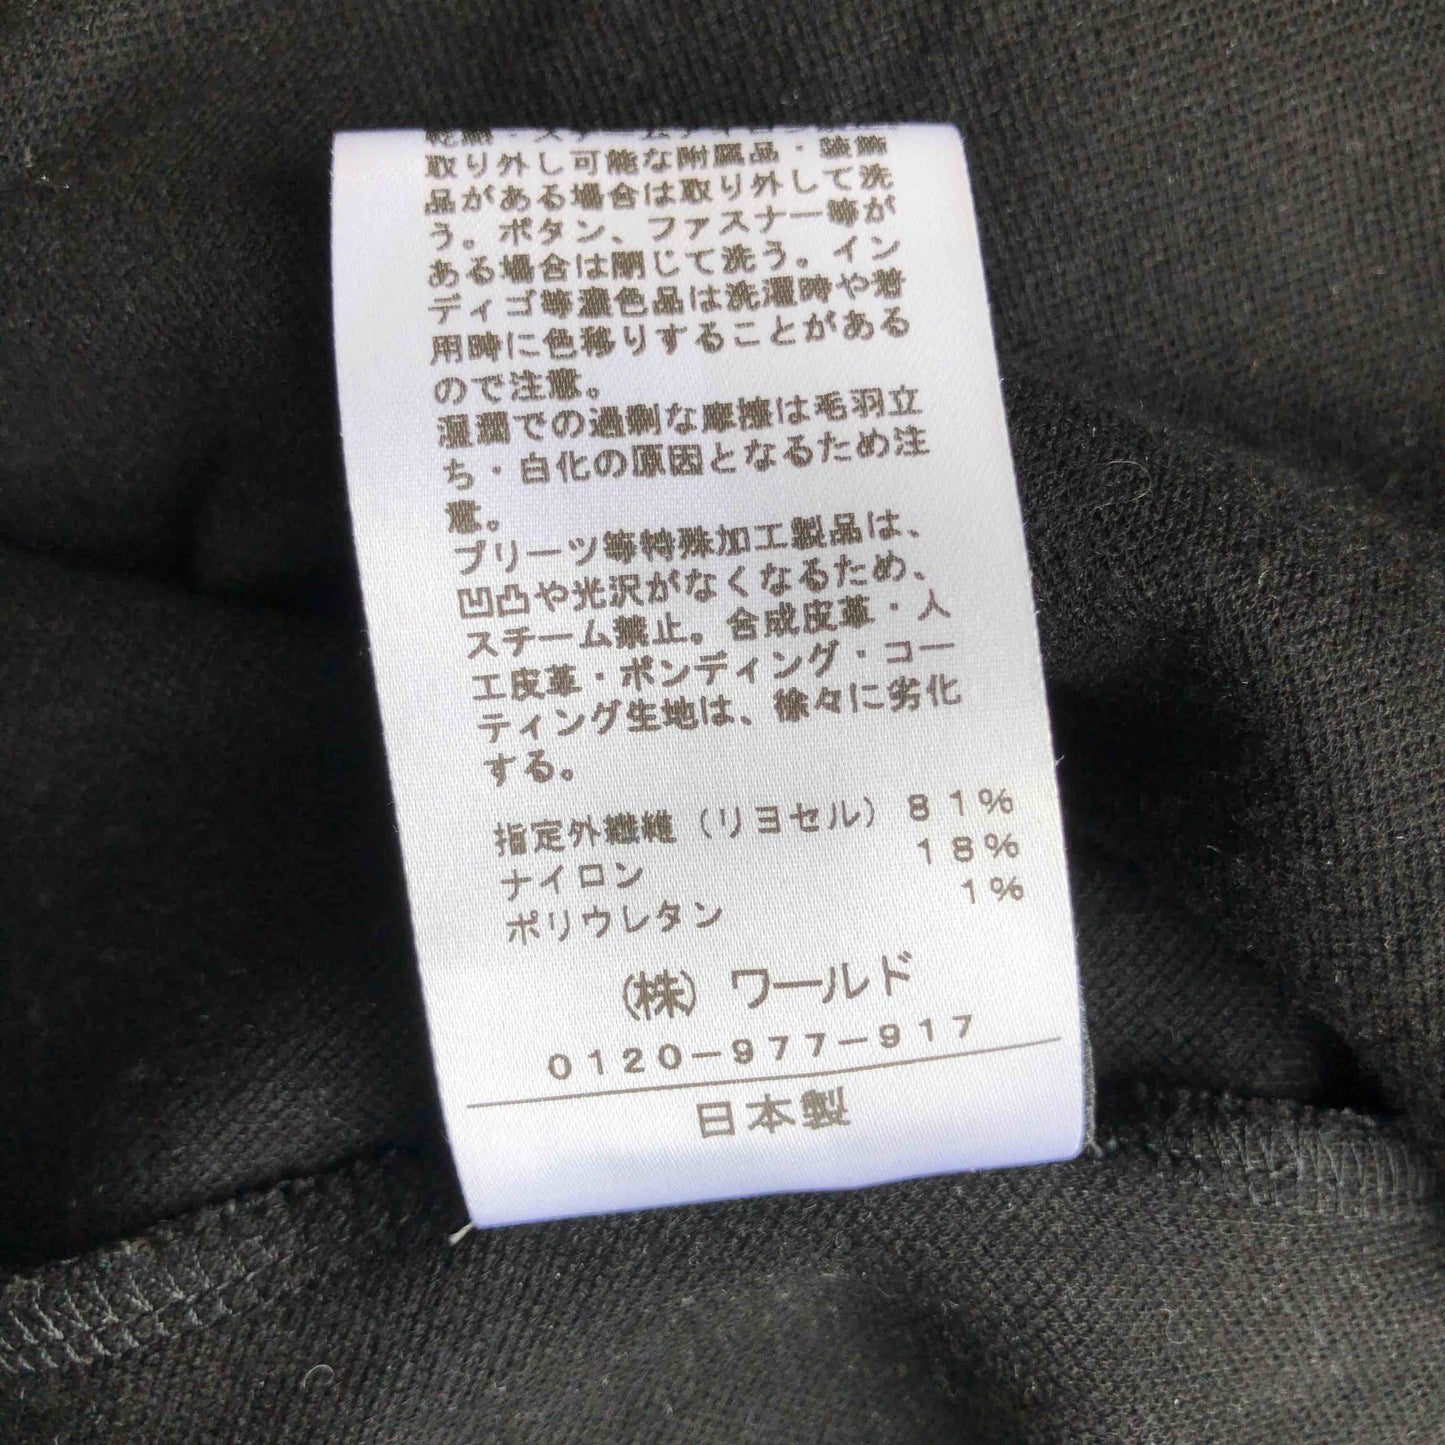 取り外し可能な附属品・装飾
品がある場合は取り外して洗
う。ボタン、ファスナー等が
ある場合は閉じて洗う。イン
ディゴ等濃色品は洗濯時や着
用時に色移りすることがある
ので注意。
湿潤での過剰な摩擦は毛羽立
ち・白化の原因となるため注
意。
プリーツ等特殊加工製品は、
凹凸や光沢がなくなるため、
スチーム禁止。合成皮革・人
工皮革・ボンディング・コー
ティング生地は、徐々に劣化
する。
指定外繊維（リヨセル）８１％
ナイロン １８％
ポリウレタン １％
（株）ワールド
０１２０－９７７－９１７
日本製